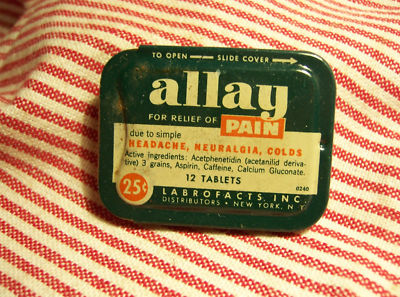 TO OPEN SLIDE COVER
allay
FOR RELIEF OF PAIN
due to simple
HEADACHE, NEURALGIA, COLDS
Active ingredients: Acetphenetidin (acetanilid deriva-
tive) 3 grains, Aspirin, Caffeine, Calcium Gluconate.
12 TABLETS
25¢
0240
LABROFACTS, INC.
DISTRIBUTORS • NEW YORK, N.Y.